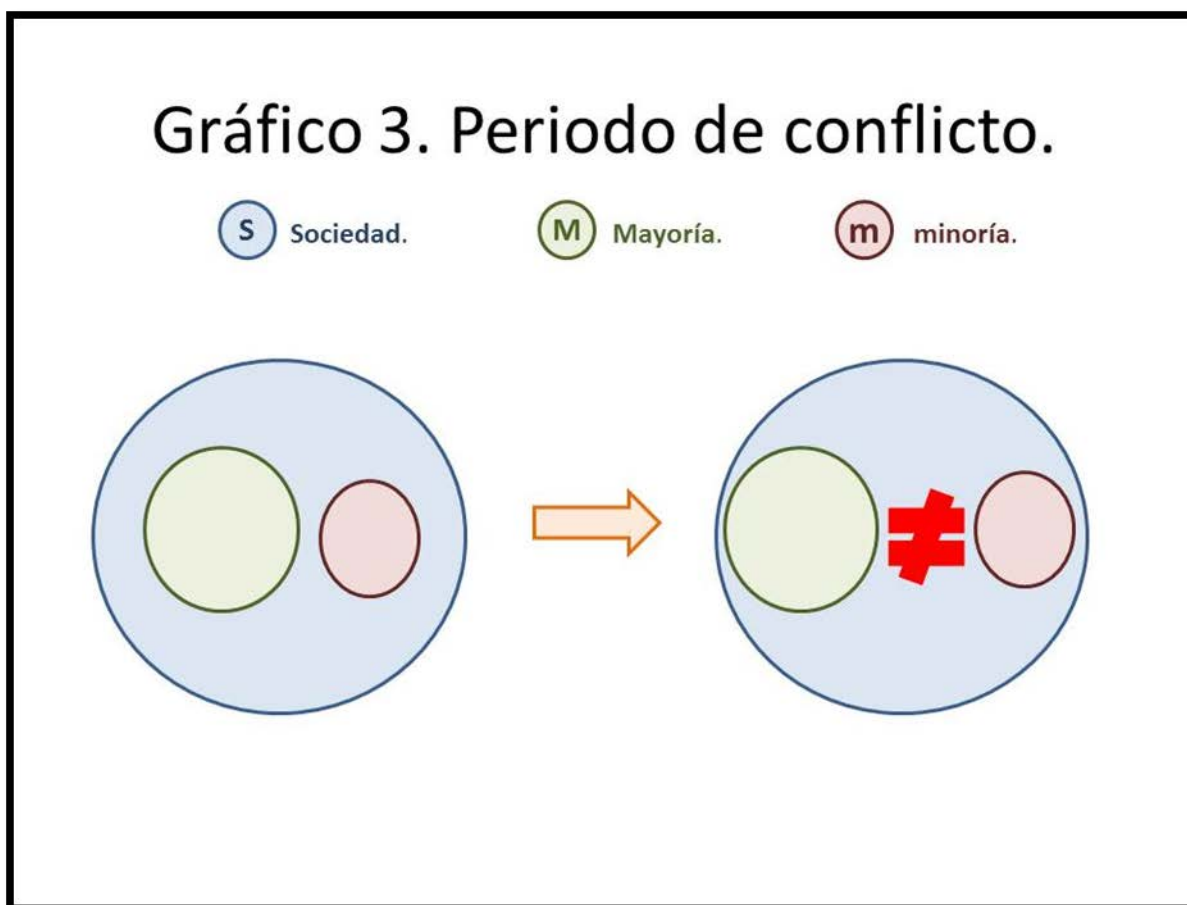 Gráfico 3. Periodo de conflicto.
S Sociedad. M Mayoría. m minoría.
≠